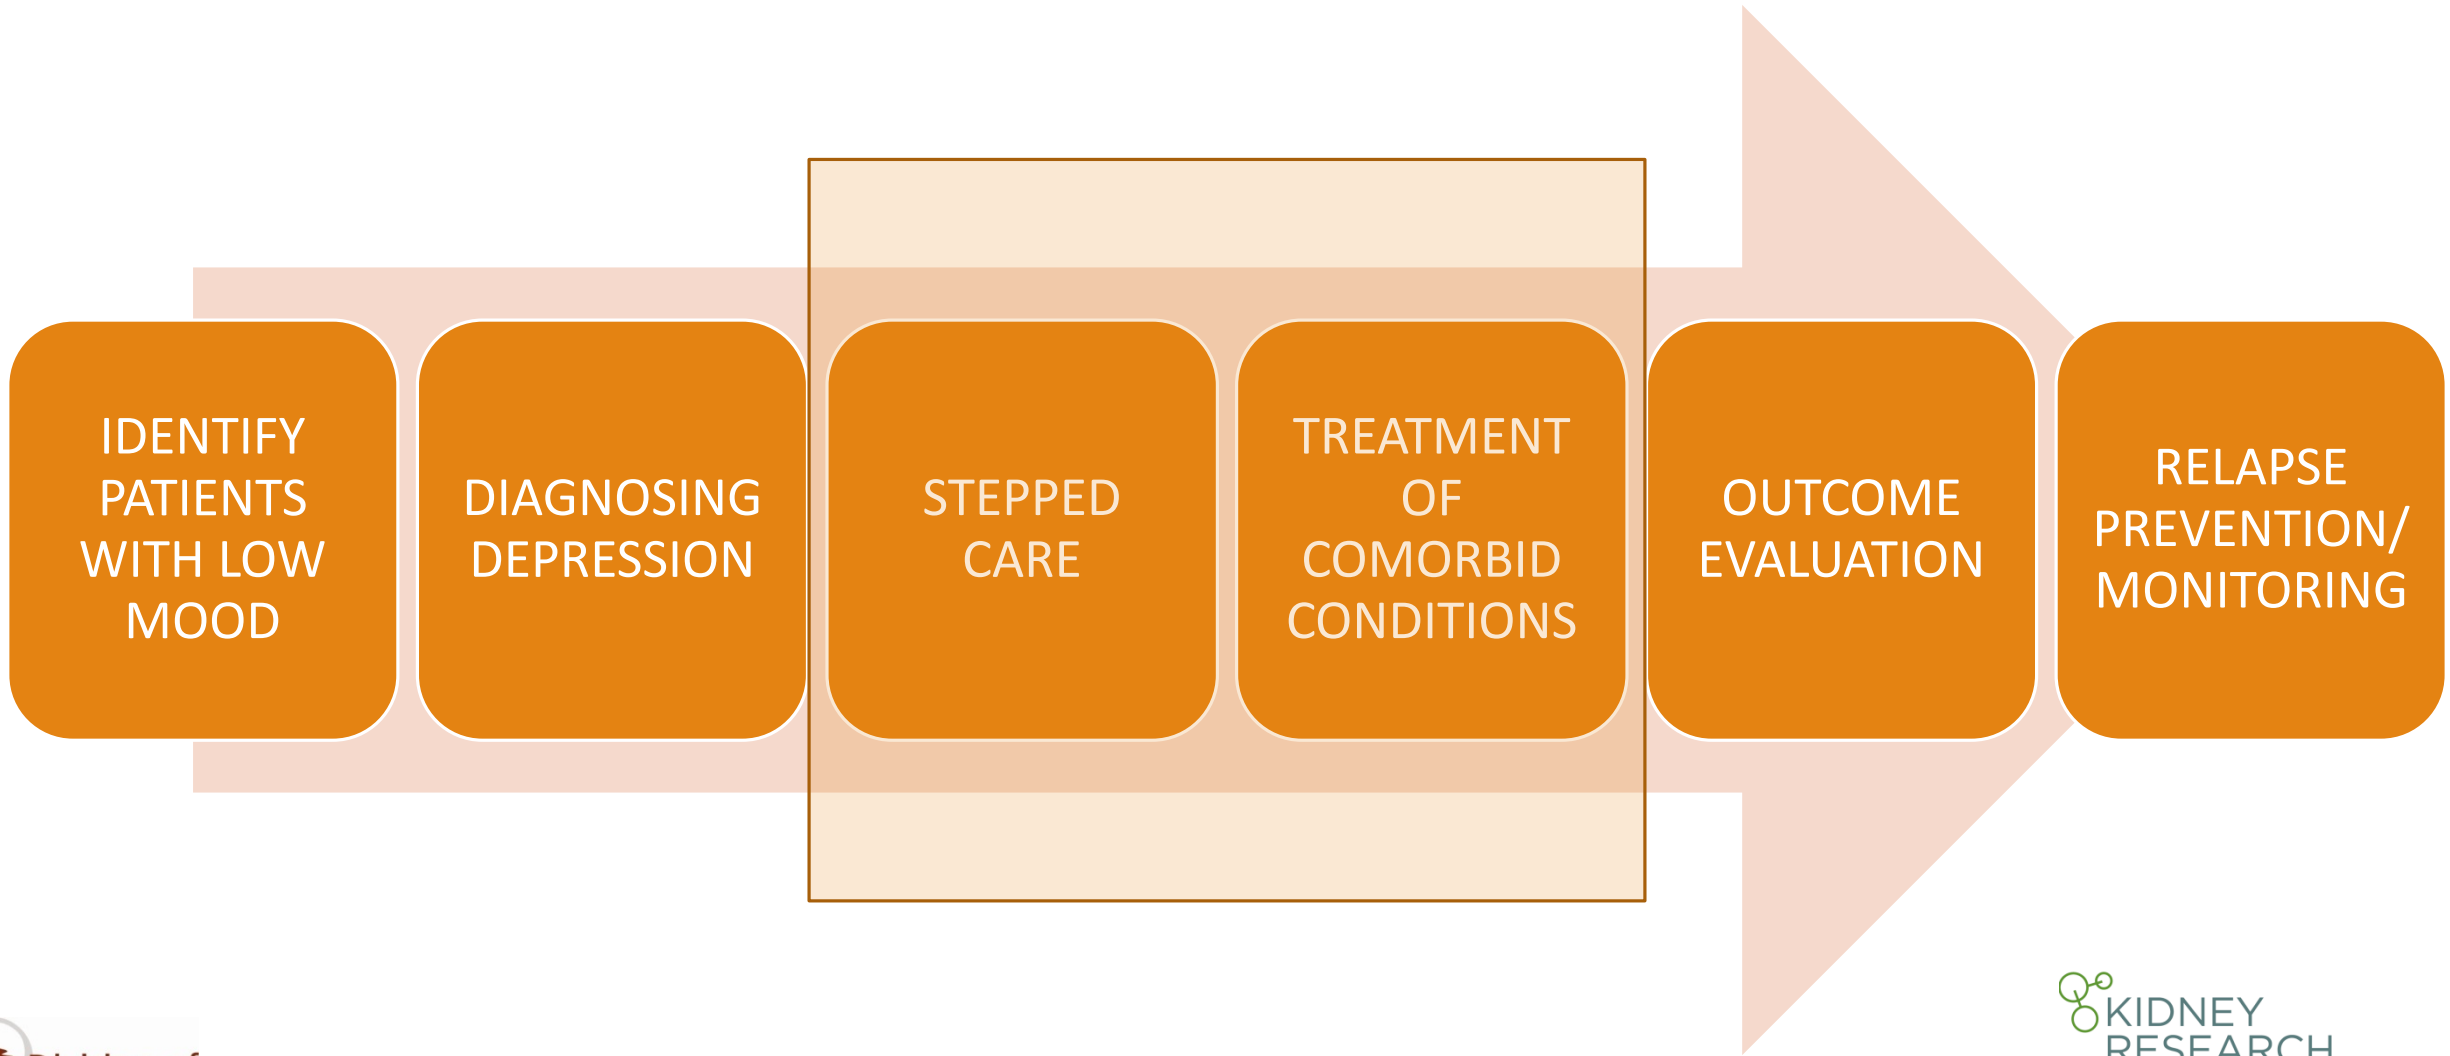 IDENTIFY
PATIENTS
WITH LOW
MOOD
DIAGNOSING
DEPRESSION
STEPPED
CARE
TREATMENT
OF
COMORBID
CONDITIONS
OUTCOME
EVALUATION
RELAPSE
PREVENTION/
MONITORING
KIDNEY
RESEARCH